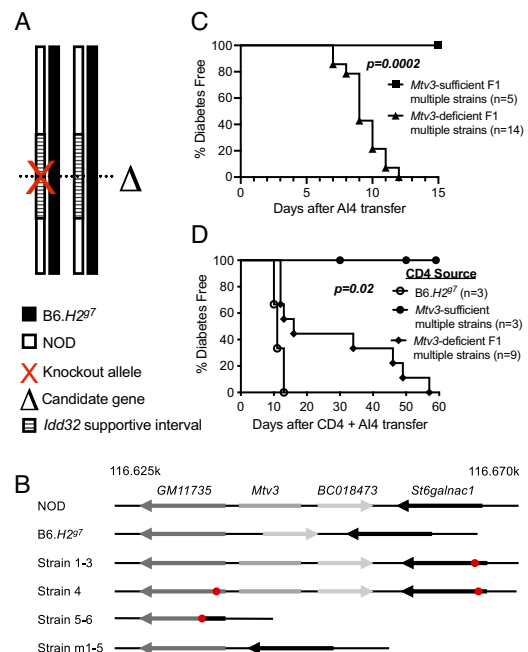 A
Δ
B6.H2g7
NOD
Knockout allele
Candidate gene
Idd32 supportive interval
C
% Diabetes Free
100
80
60
40
20
0
0
5
10
15
Days after AI4 transfer
p=0.0002
Mtv3-sufficient F1
multiple strains (n=5)
Mtv3-deficient F1
multiple strains (n=14)
D
% Diabetes Free
100
80
60
40
20
0
0
10
20
30
40
50
60
Days after CD4 + AI4 transfer
p=0.02
CD4 Source
B6.H2g7 (n=3)
Mtv3-sufficient
multiple strains (n=3)
Mtv3-deficient F1
multiple strains (n=9)
B
116.625k
116.670k
GM11735 Mtv3 BC018473 St6galnac1
NOD
B6.H2g7
Strain 1-3
Strain 4
Strain 5-6
Strain m1-5